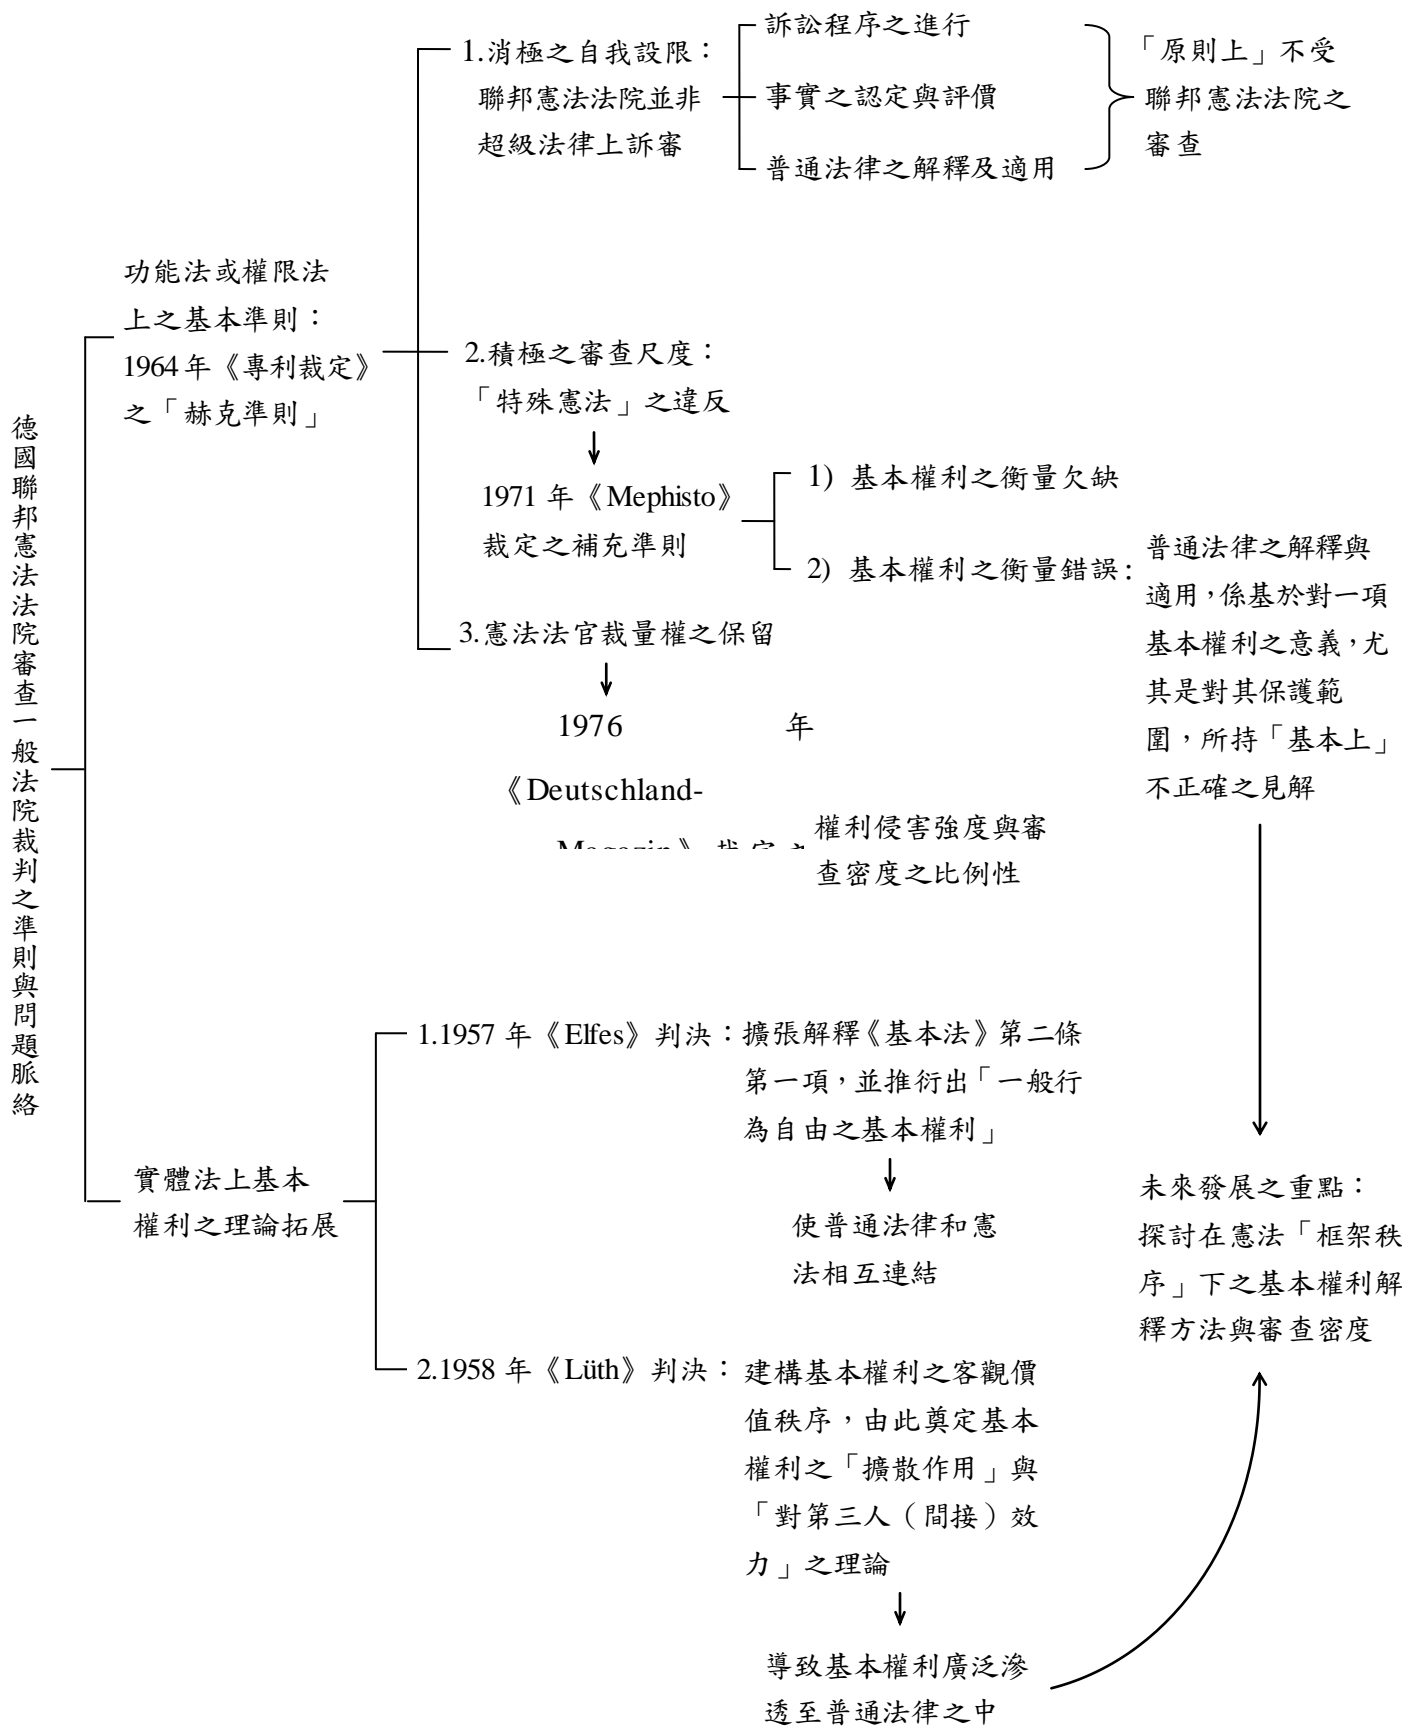 德國聯邦憲法法院審查一般法院裁判之準則與問題脈絡
功能法或權限法
上之基本準則：
1964年《專利裁定》
之「赫克準則」
1.消極之自我設限：
聯邦憲法法院並非
超級法律上訴審
訴訟程序之進行
事實之認定與評價
普通法律之解釋及適用
「原則上」不受
聯邦憲法法院之
審查
2.積極之審查尺度：
「特殊憲法」之違反
1971 年《Mephisto》
裁定之補充準則
1) 基本權利之衡量欠缺
2) 基本權利之衡量錯誤：
普通法律之解釋與
適用，係基於對一項
基本權利之意義，尤
其是對其保護範
圍，所持「基本上」
不正確之見解
3.憲法法官裁量權之保留
1976 年
《Deutschland-
Magazin》裁定
權利侵害強度與審
查密度之比例性
實體法上基本
權利之理論拓展
1.1957 年《Elfes》判決：擴張解釋《基本法》第二條
第一項，並推衍出「一般行
為自由之基本權利」
使普通法律和憲
法相互連結
2.1958 年《Lüth》判決：建構基本權利之客觀價
值秩序，由此奠定基本
權利之「擴散作用」與
「對第三人（間接）效
力」之理論
導致基本權利廣泛滲
透至普通法律之中
未來發展之重點：
探討在憲法「框架秩
序」下之基本權利解
釋方法與審查密度